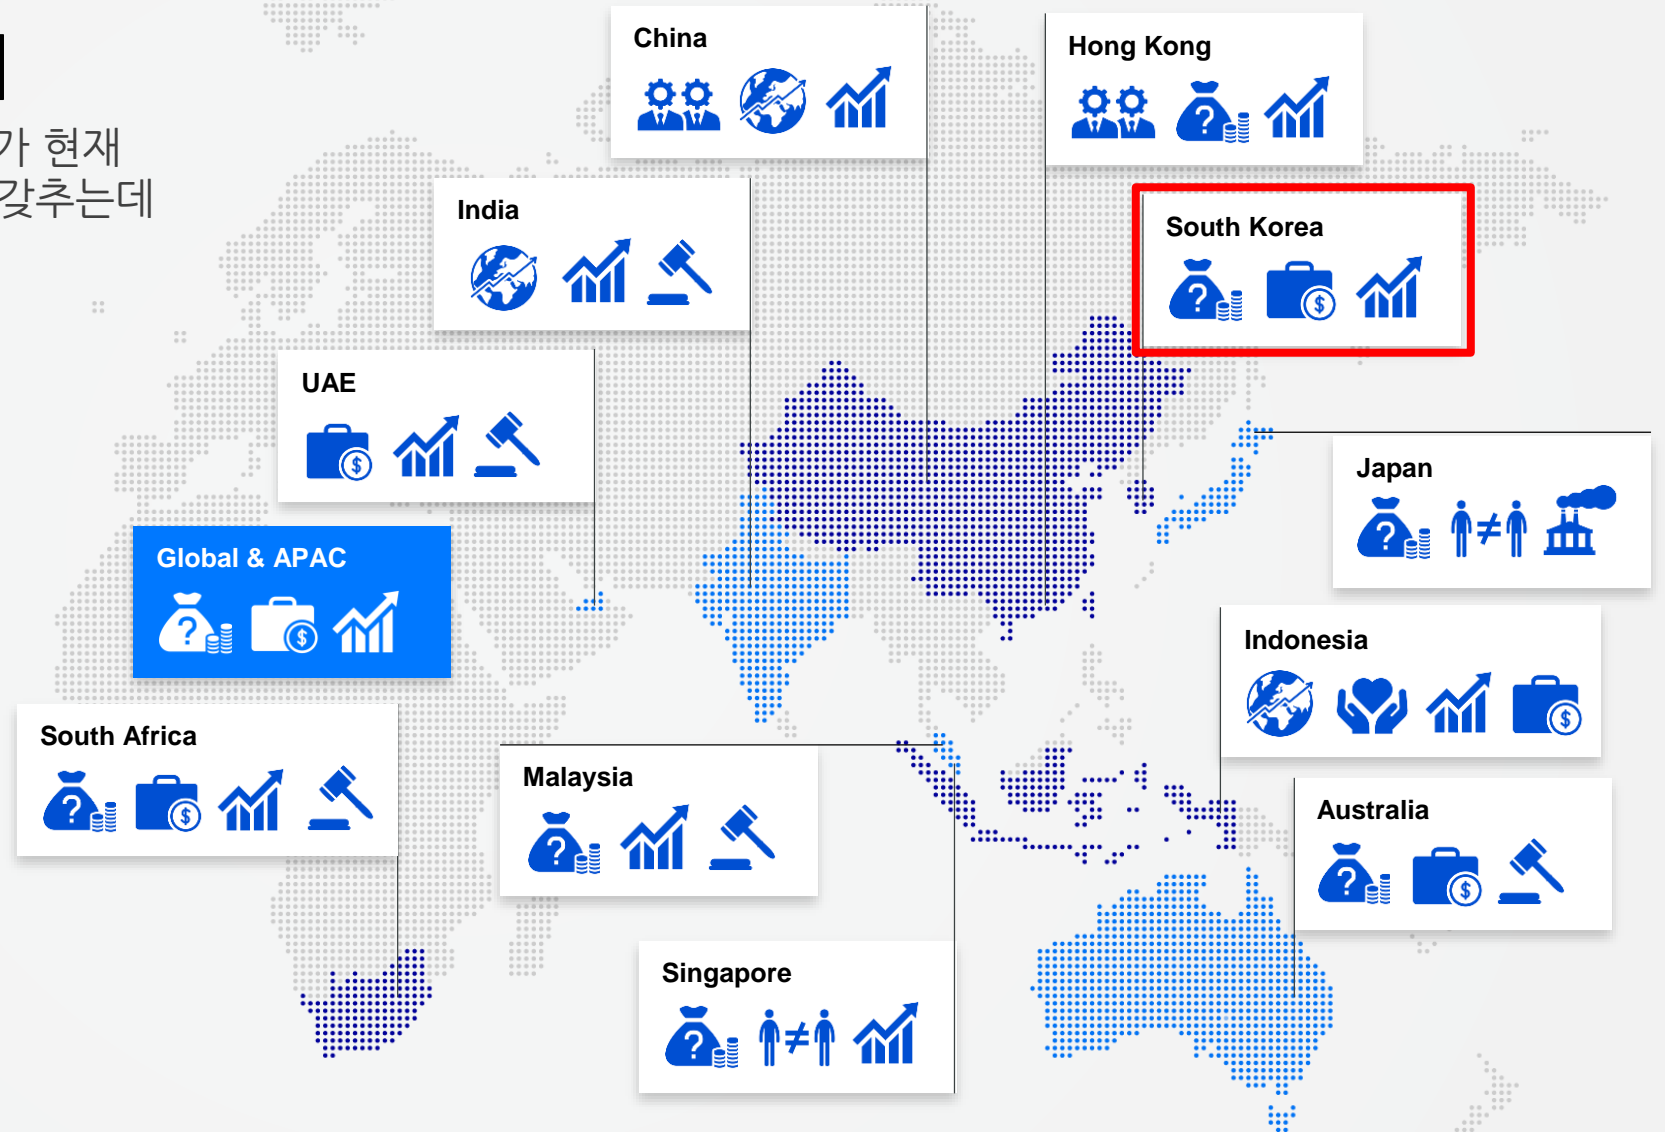 가 현재
갖추는데
China
Hong Kong
India
South Korea
UAE
Japan
Global & APAC
Indonesia
South Africa
Malaysia
Australia
Singapore